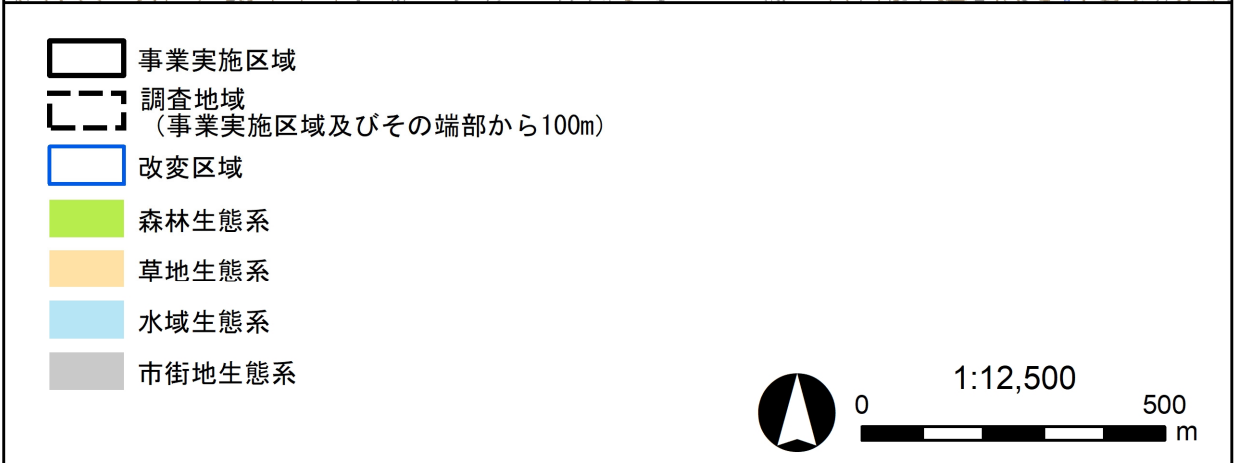 事業実施区域
調査地域
（事業実施区域及びその端部から100m）
改変区域
森林生態系
草地生態系
水域生態系
市街地生態系
1:12,500
0 500
m